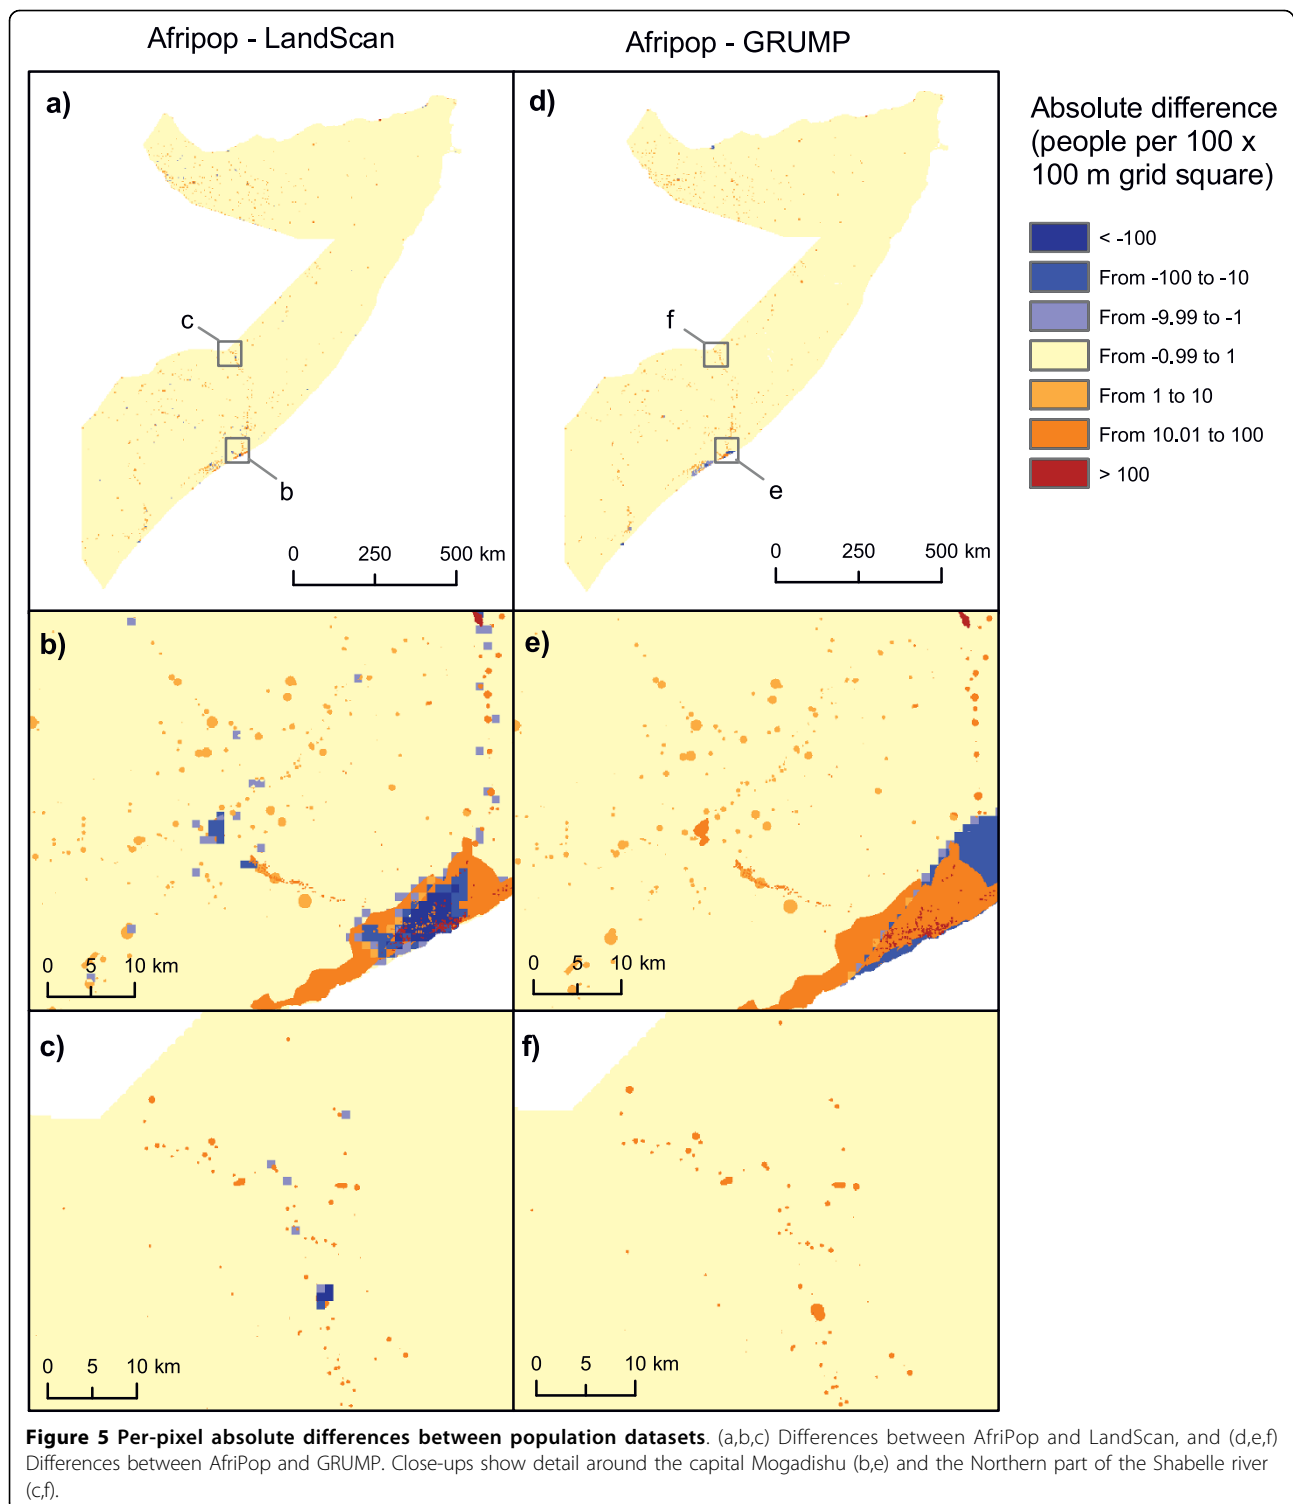 Afripop - LandScan
Afripop - GRUMP
a)
c
b
0 250 500 km
d)
f
e
0 250 500 km
Absolute difference
(people per 100 x
100 m grid square)
< -100
From -100 to -10
From -9.99 to -1
From -0.99 to 1
From 1 to 10
From 10.01 to 100
> 100
b)
0 5 10 km
e)
0 5 10 km
c)
0 5 10 km
f)
0 5 10 km
Figure 5 Per-pixel absolute differences between population datasets. (a,b,c) Differences between AfriPop and LandScan, and (d,e,f)
Differences between AfriPop and GRUMP. Close-ups show detail around the capital Mogadishu (b,e) and the Northern part of the Shabelle river
(c,f).